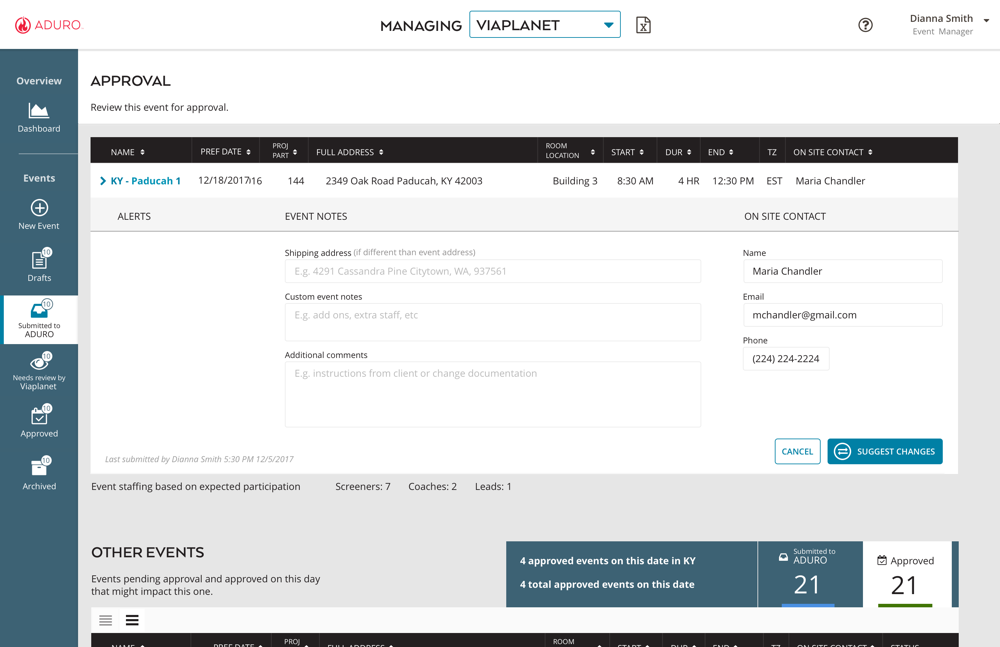 ADURO
MANAGING VIAPLANET
Dianna Smith
Event Manager
Overview
Dashboard
Events
New Event
10
Drafts
10
Submitted to
ADURO
10
Needs review by
Viaplanet
10
Approved
10
Archived
APPROVAL
Review this event for approval.
NAME PREF DATE PROJ PART FULL ADDRESS ROOM LOCATION START DUR END TZ ON SITE CONTACT
KY - Paducah 1 12/18/2017/16 144 2349 Oak Road Paducah, KY 42003 Building 3 8:30 AM 4 HR 12:30 PM EST Maria Chandler
ALERTS EVENT NOTES ON SITE CONTACT
Shipping address (if different than event address)
E.g. 4291 Cassandra Pine Citytown, WA, 937561
Custom event notes
E.g. add ons, extra staff, etc
Additional comments
E.g. instructions from client or change documentation
Name
Maria Chandler
Email
mchandler@gmail.com
Phone
(224) 224-2224
Last submitted by Dianna Smith 5:30 PM 12/5/2017
CANCEL SUGGEST CHANGES
Event staffing based on expected participation Screeners: 7 Coaches: 2 Leads: 1
OTHER EVENTS
Events pending approval and approved on this day
that might impact this one.
4 approved events on this date in KY
4 total approved events on this date
Submitted to
ADURO
21
Approved
21
NAME PREF DATE PROJ FULL ADDRESS ROOM START DUR END TZ ON SITE CONTACT STATUS